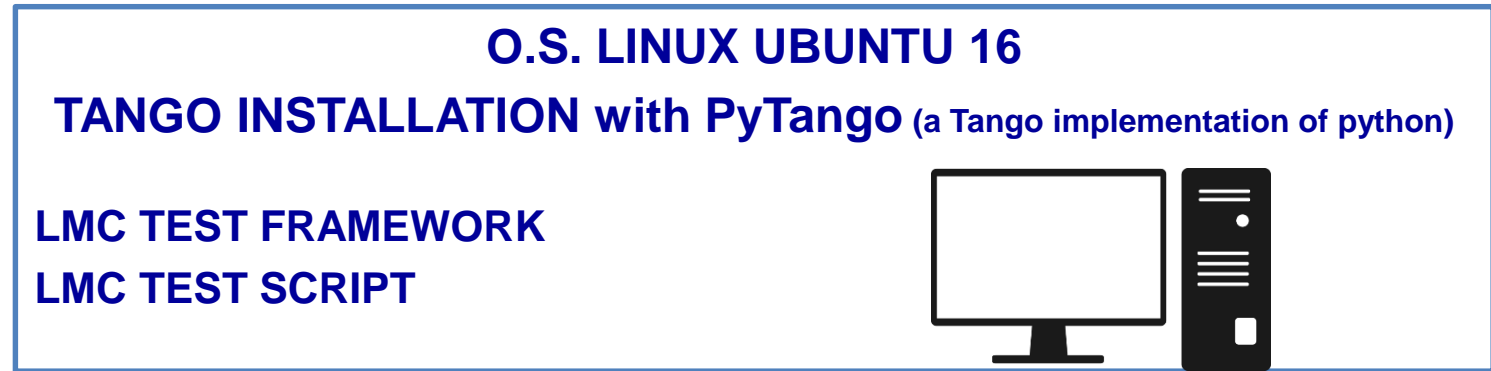 O.S. LINUX UBUNTU 16
TANGO INSTALLATION with PyTango (a Tango implementation of python)
LMC TEST FRAMEWORK
LMC TEST SCRIPT